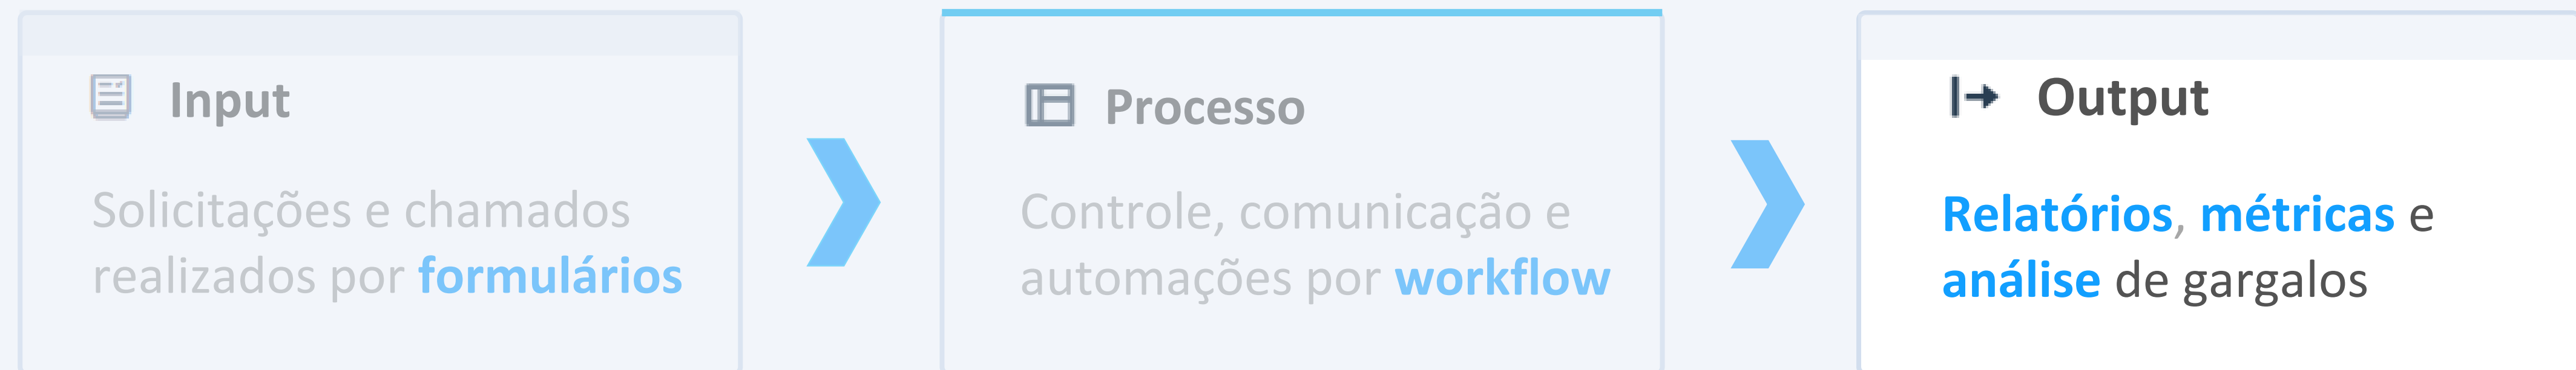 Input
Solicitações e chamados
realizados por formulários
Processo
Controle, comunicação e
automações por workflow
Output
Relatórios, métricas e
análise de gargalos